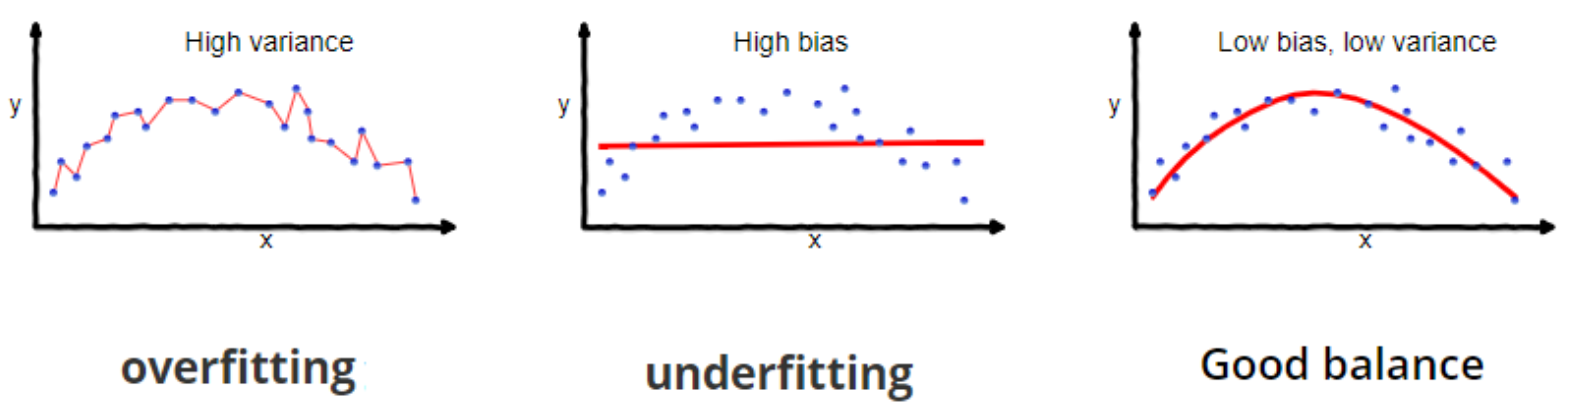 High variance
y
x
overfitting
High bias
y
x
underfitting
Low bias, low variance
y
x
Good balance